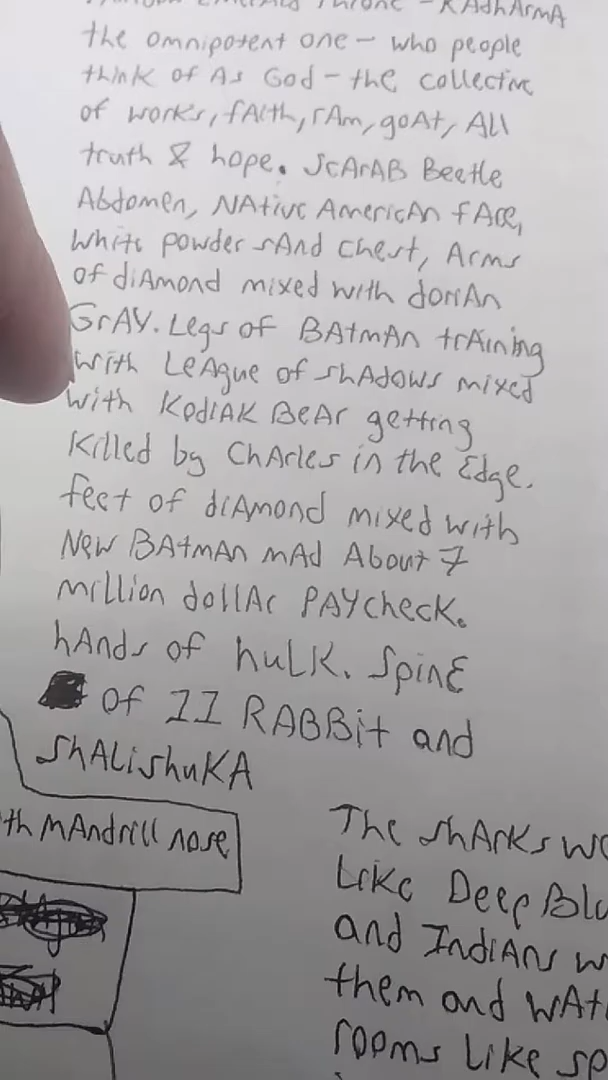 Throne - KAdhArmA
the omnipotent one - who people
think of As God - the collective
of works, fAith, rAm, goAt, All
truth & hope. ScArAB Beetle
Abdomen, NAtive AmericAn fAce,
White powder sAnd chest, Arms
of diAmond mixed with doriAn
GrAY. Legs of BAtmAn trAining
with LeAgue of shAdows mixed
with KodiAK BeAr getting
Killed by ChArles in the Edge.
feet of diAmond mixed with
New BAtmAn mAd About 7
million dollAr PAYcheck.
hAnds of huLK. Spine
of II RABBit and
ShALishuKA
th MAndrill nose
The shArks
Like Deep
and IndiAns
them and
rooms Like